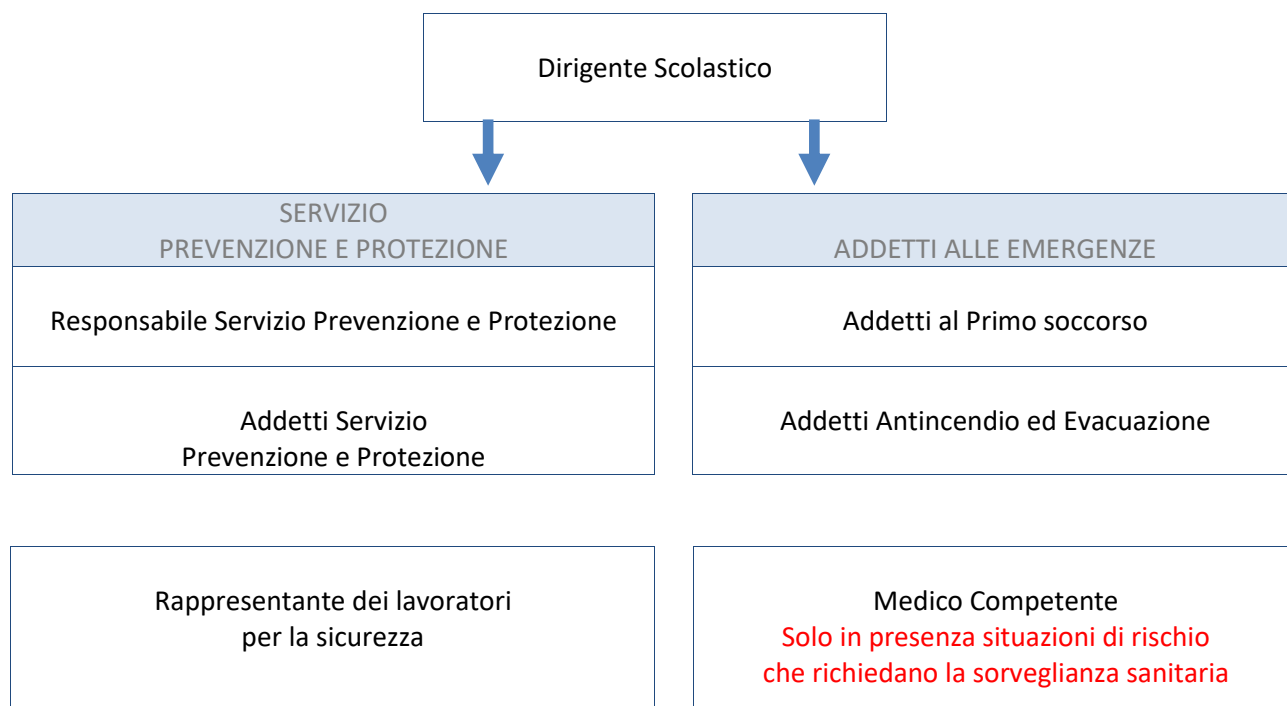 Dirigente Scolastico
SERVIZIO
PREVENZIONE E PROTEZIONE
Responsabile Servizio Prevenzione e Protezione
Addetti Servizio
Prevenzione e Protezione
ADDETTI ALLE EMERGENZE
Addetti al Primo soccorso
Addetti Antincendio ed Evacuazione
Rappresentante dei lavoratori
per la sicurezza
Medico Competente
Solo in presenza situazioni di rischio
che richiedano la sorveglianza sanitaria